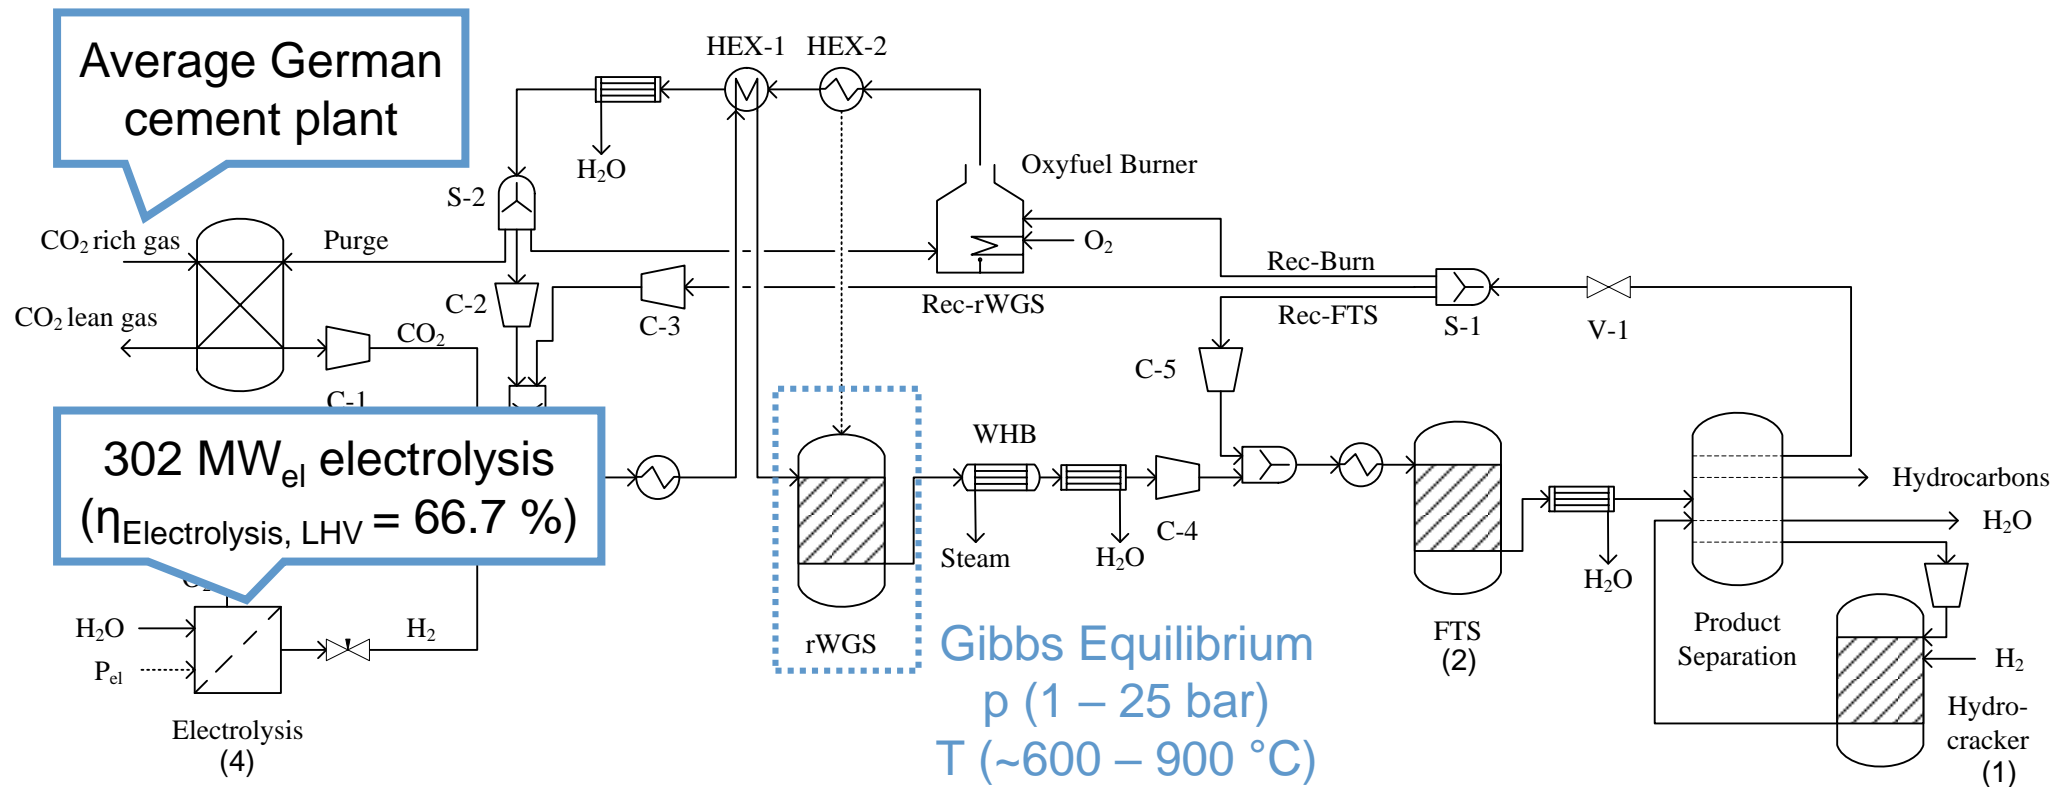 Average German
cement plant
HEX-1 HEX-2
H₂O
Oxyfuel Burner
S-2
CO₂ rich gas
Purge
O₂
Rec-Burn
C-2
Rec-rWGS
Rec-FTS
S-1
V-1
CO₂ lean gas
CO₂
C-3
C-1
C-5
302 MWel electrolysis
(ηElectrolysis, LHV = 66.7 %)
WHB
Hydrocarbons
H₂O
Steam
H₂O
C-4
H₂O
H₂O
H₂
Pel
rWGS
Gibbs Equilibrium
p (1 – 25 bar)
T (~600 – 900 °C)
FTS
(2)
Product
Separation
H₂
Hydro-
cracker
(1)
Electrolysis
(4)